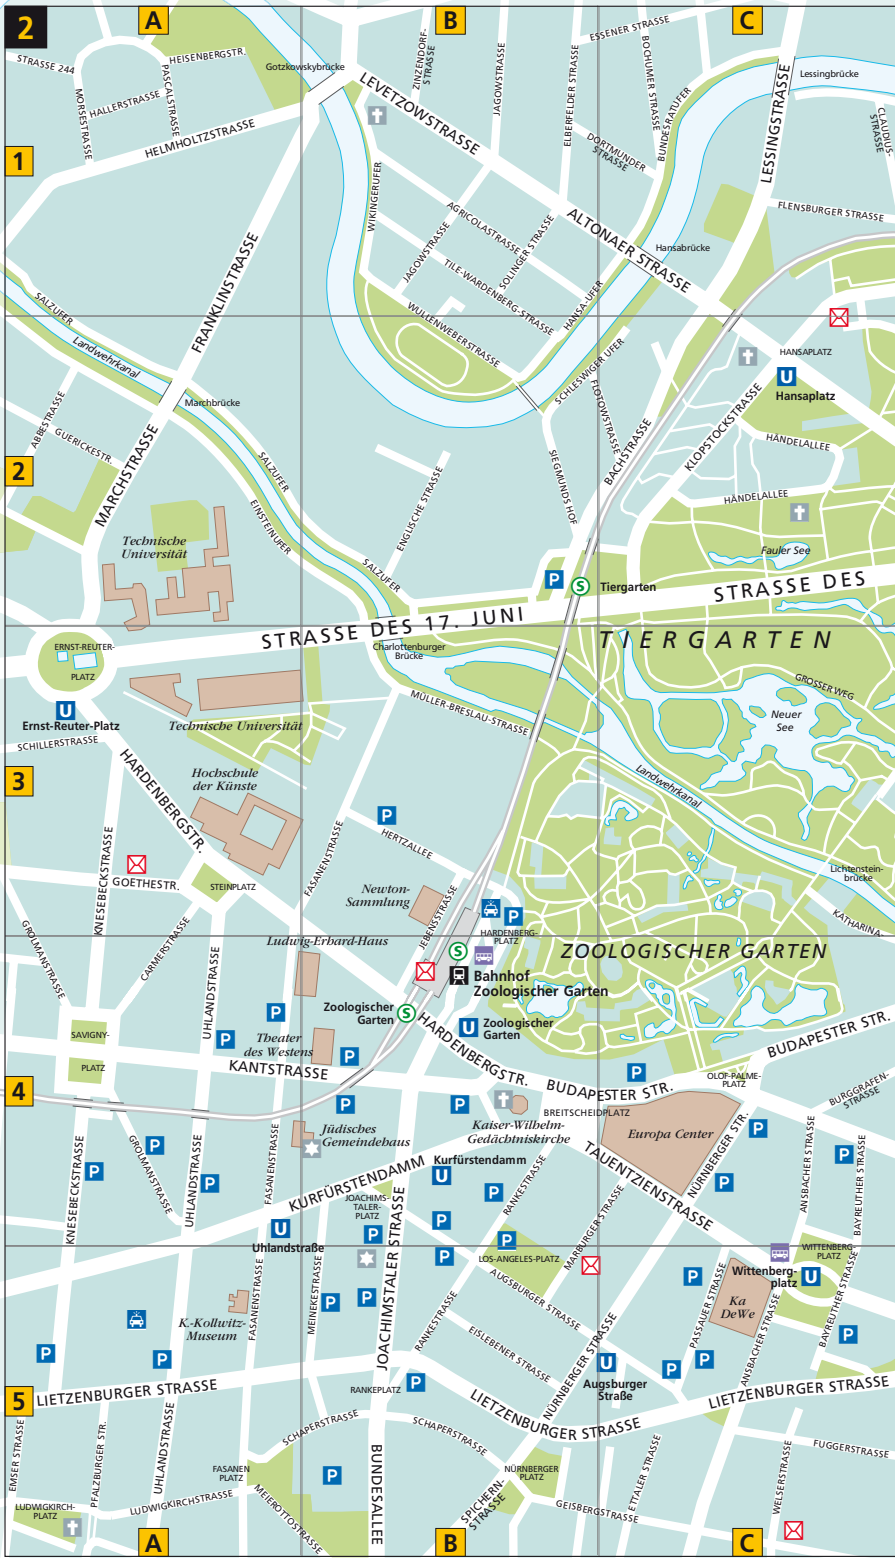 2
A
B
C
STRASSE 244
HEISENBERGSTR.
MORSESTRASSE
PASCALSTRASSE
HALLERSTRASSE
HELMHOLTZSTRASSE
Gotzkowskybrücke
LEVETZOWSTRASSE
ZINZENDORF-
STRASSE
JAGOWSTRASSE
ELBERFELDER STRASSE
ESSENER STRASSE
BOCHUMER STRASSE
BUNDESRATUFER
DORTMUNDER
STRASSE
LESSINGSTRASSE
Lessingbrücke
CLAUDIUS-
STRASSE
1
WIKINGERUFER
JAGOWSTRASSE
AGRICOLASTRASSE
TILE-WARDENBERG-STRASSE
SOLINGER STRASSE
WULLENWEBERSTRASSE
HANSA-UFER
ALTONAER STRASSE
Hansabrücke
FLENSBURGER STRASSE
FRANKLINSTRASSE
SALZUFER
Landwehrkanal
Marchbrücke
SCHLESWIGER UFER
FLOTOWSTRASSE
BACHSTRASSE
KLOPSTOCKSTRASSE
HANSAPLATZ
U
Hansaplatz
HÄNDELALLEE
HÄNDELALLEE
2
ABBESTRASSE
GUERICKESTR.
MARCHSTRASSE
SALZUFER
EINSTEINUFER
ENGLISCHE STRASSE
SIEGMUNDS HOF
Technische
Universität
SALZUFER
P
S
Tiergarten
Fauler See
STRASSE DES
STRASSE DES 17. JUNI
Charlottenburger
Brücke
TIERGARTEN
ERNST-REUTER-
PLATZ
U
Ernst-Reuter-Platz
SCHILLERSTRASSE
Technische Universität
MÜLLER-BRESLAU-STRASSE
GROSSER WEG
Neuer
See
Landwehrkanal
3
HARDENBERGSTR.
Hochschule
der Künste
P
HERTZALLEE
FASANENSTRASSE
KNESEBECKSTRASSE
GOETHESTR.
STEINPLATZ
Newton-
Sammlung
JEBENSSTRASSE
P
HARDENBERG-
PLATZ
Lichtenstein-
brücke
KATHARINA-
GROLMANSTRASSE
CARMERSTRASSE
UHLANDSTRASSE
Ludwig-Erhard-Haus
ZOOLOGISCHER GARTEN
S
Bahnhof
Zoologischer Garten
Zoologischer
Garten
S
U
Zoologischer
Garten
SAVIGNY-
PLATZ
P
P
Theater
des Westens
P
KANTSTRASSE
HARDENBERGSTR.
BUDAPESTER STR.
BUDAPESTER STR.
P
OLOF-PALME-
PLATZ
BURGGRAFEN-
STRASSE
4
P
P
Kaiser-Wilhelm-
Gedächtniskirche
BREITSCHEIDPLATZ
Europa Center
Jüdisches
Gemeindehaus
P
P
P
GROLMANSTRASSE
KNESEBECKSTRASSE
UHLANDSTRASSE
FASANENSTRASSE
KURFÜRSTENDAMM
Kurfürstendamm
U
P
P
P
RANKESTRASSE
TAUENTZIENSTRASSE
NÜRNBERGER STR.
P
P
P
ANSBACHER STRASSE
BAYREUTHER STRASSE
JOACHIMS-
TALER-
PLATZ
P
U
Uhlandstraße
P
LOS-ANGELES-PLATZ
MARBURGER STRASSE
WITTENBERG-
PLATZ
Wittenberg-
platz
U
JOACHIMSTALER STRASSE
MEINEKESTRASSE
FASANENSTRASSE
P
P
AUGSBURGER STRASSE
RANKESTRASSE
EISLEBENER STRASSE
NÜRNBERGER STRASSE
P
PASSAUER STRASSE
Ka
DeWe
ANSBACHER STRASSE
BAYREUTHER STRASSE
P
K.-Kollwitz-
Museum
P
P
U
Augsburger
Straße
P
P
P
RANKEPLATZ
5
LIETZENBURGER STRASSE
LIETZENBURGER STRASSE
LIETZENBURGER STRASSE
EMSER STRASSE
PFALZBURGER STR.
UHLANDSTRASSE
SCHAPERSTRASSE
SCHAPERSTRASSE
FASANEN
PLATZ
P
BUNDESALLEE
NÜRNBERGER
PLATZ
SPICHERN-
STRASSE
GEISBERGSTRASSE
ETTALER STRASSE
WELSERSTRASSE
FUGGERSTRASSE
LUDWIGKIRCH-
PLATZ
LUDWIGKIRCHSTRASSE
MEIEROTTOSTRASSE
A
B
C